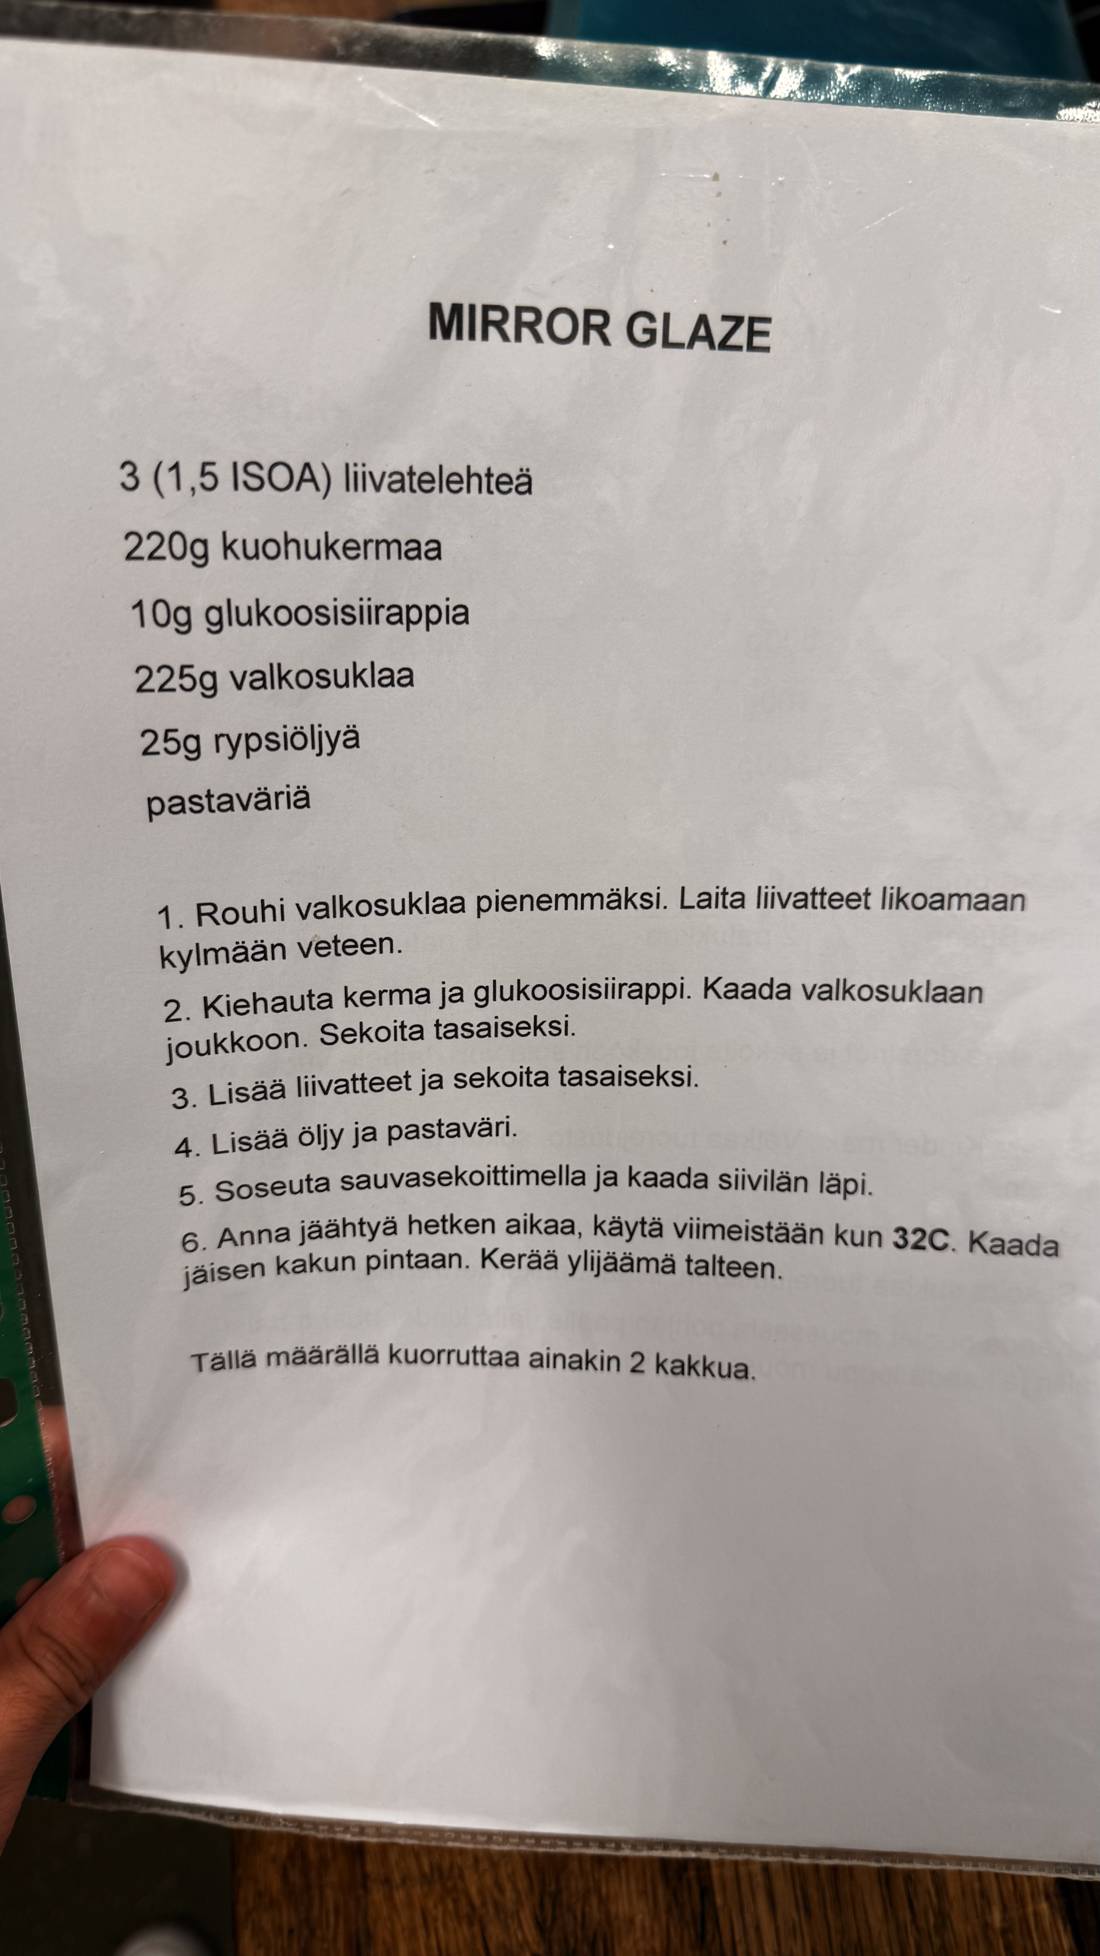 MIRROR GLAZE
3 (1,5 ISOA) liivatelehteä
220g kuohukermaa
10g glukoosisiirappia
225g valkosuklaa
25g rypsiöljyä
pastaväriä
1. Rouhi valkosuklaa pienemmäksi. Laita liivatteet likoamaan
kylmään veteen.
2. Kiehauta kerma ja glukoosisiirappi. Kaada valkosuklaan
joukkoon. Sekoita tasaiseksi.
3. Lisää liivatteet ja sekoita tasaiseksi.
4. Lisää öljy ja pastaväri.
5. Soseuta sauvasekoittimella ja kaada siivilän läpi.
6. Anna jäähtyä hetken aikaa, käytä viimeistään kun 32C. Kaada
jäisen kakun pintaan. Kerää ylijäämä talteen.
Tällä määrällä kuorruttaa ainakin 2 kakkua.